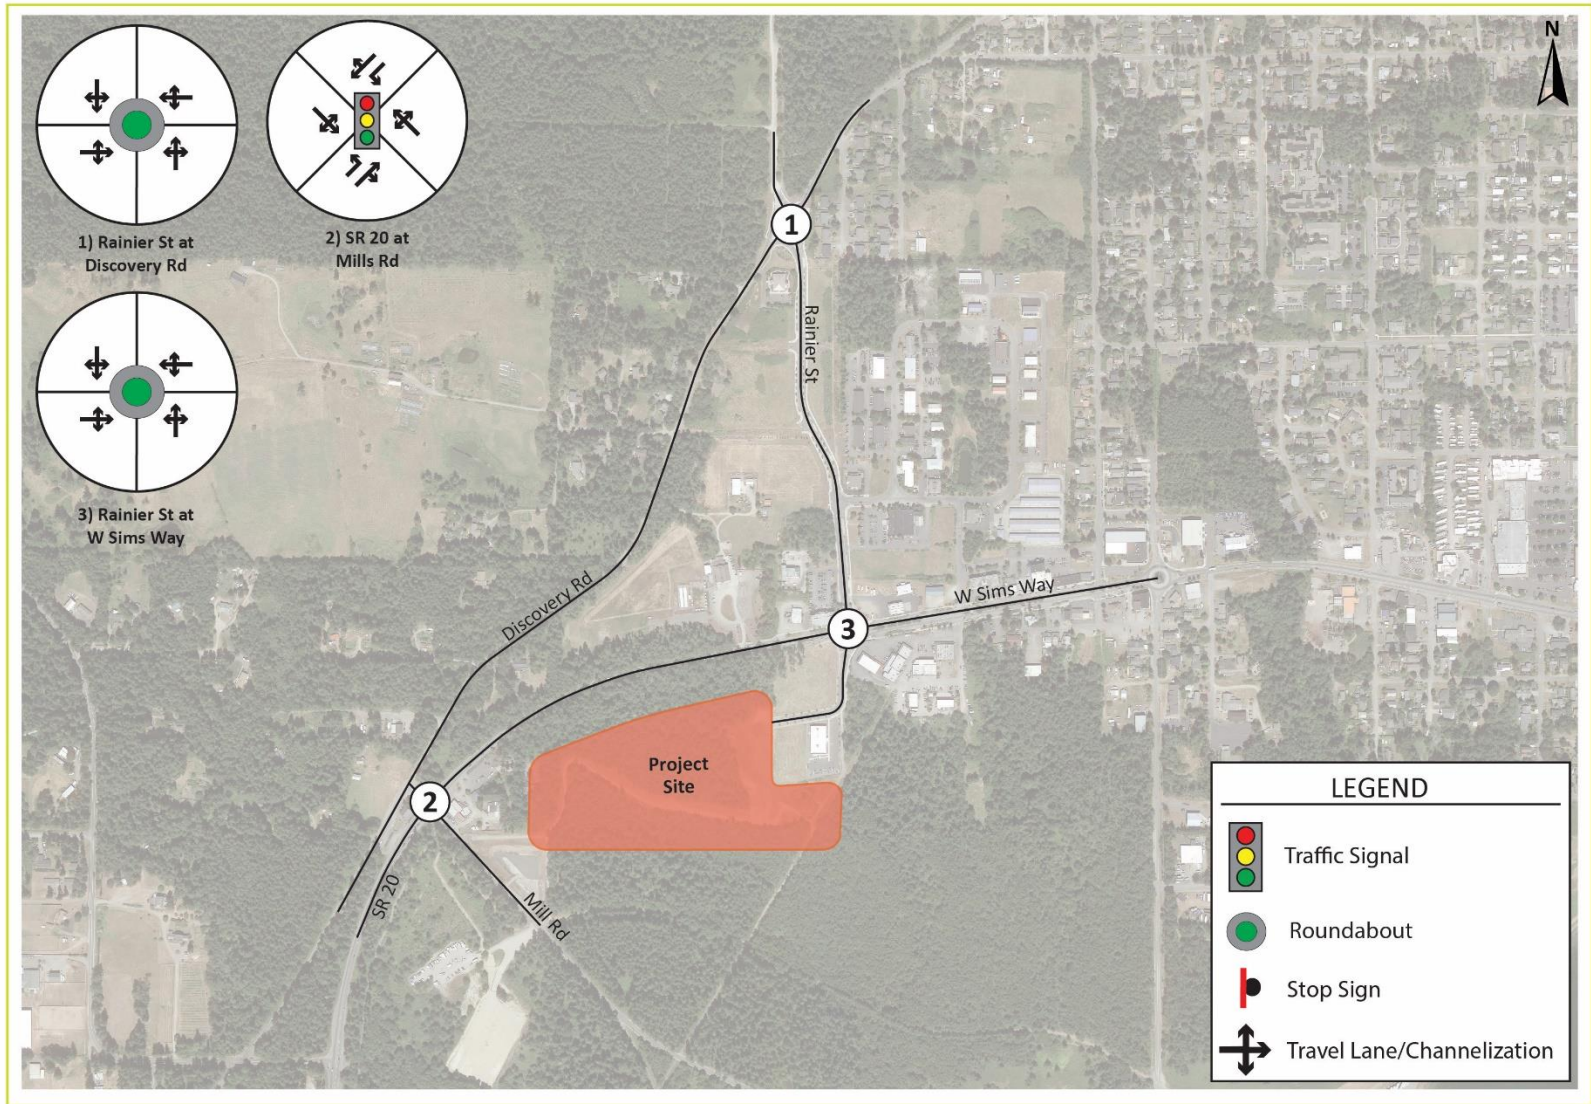 1) Rainier St at
Discovery Rd
2) SR 20 at
Mills Rd
3) Rainier St at
W Sims Way
N
1
Rainier St
Discovery Rd
W Sims Way
3
Project
Site
2
SR 20
Mill Rd
LEGEND
Traffic Signal
Roundabout
Stop Sign
Travel Lane/Channelization